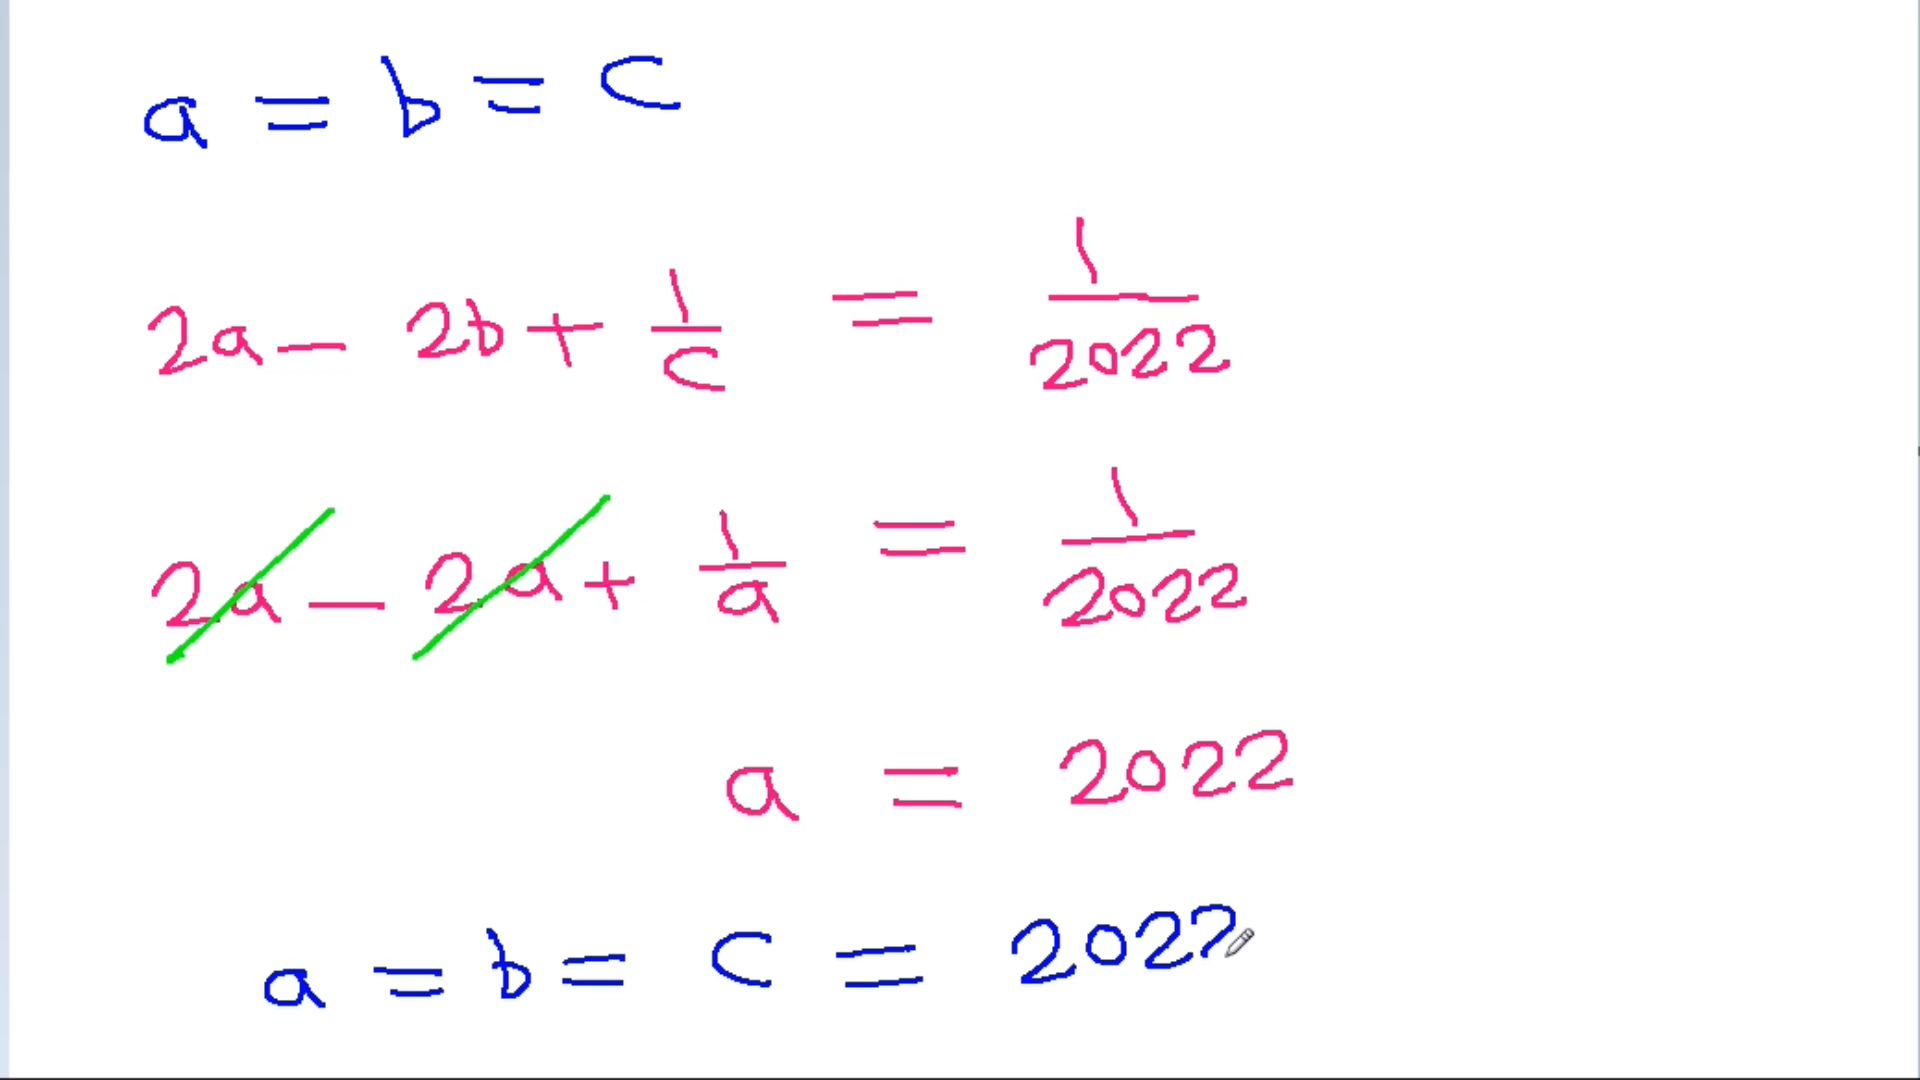 a = b = c
2a - 2b + 1/c = 1/2022
2a - 2a + 1/a = 1/2022
a = 2022
a = b = c = 2022